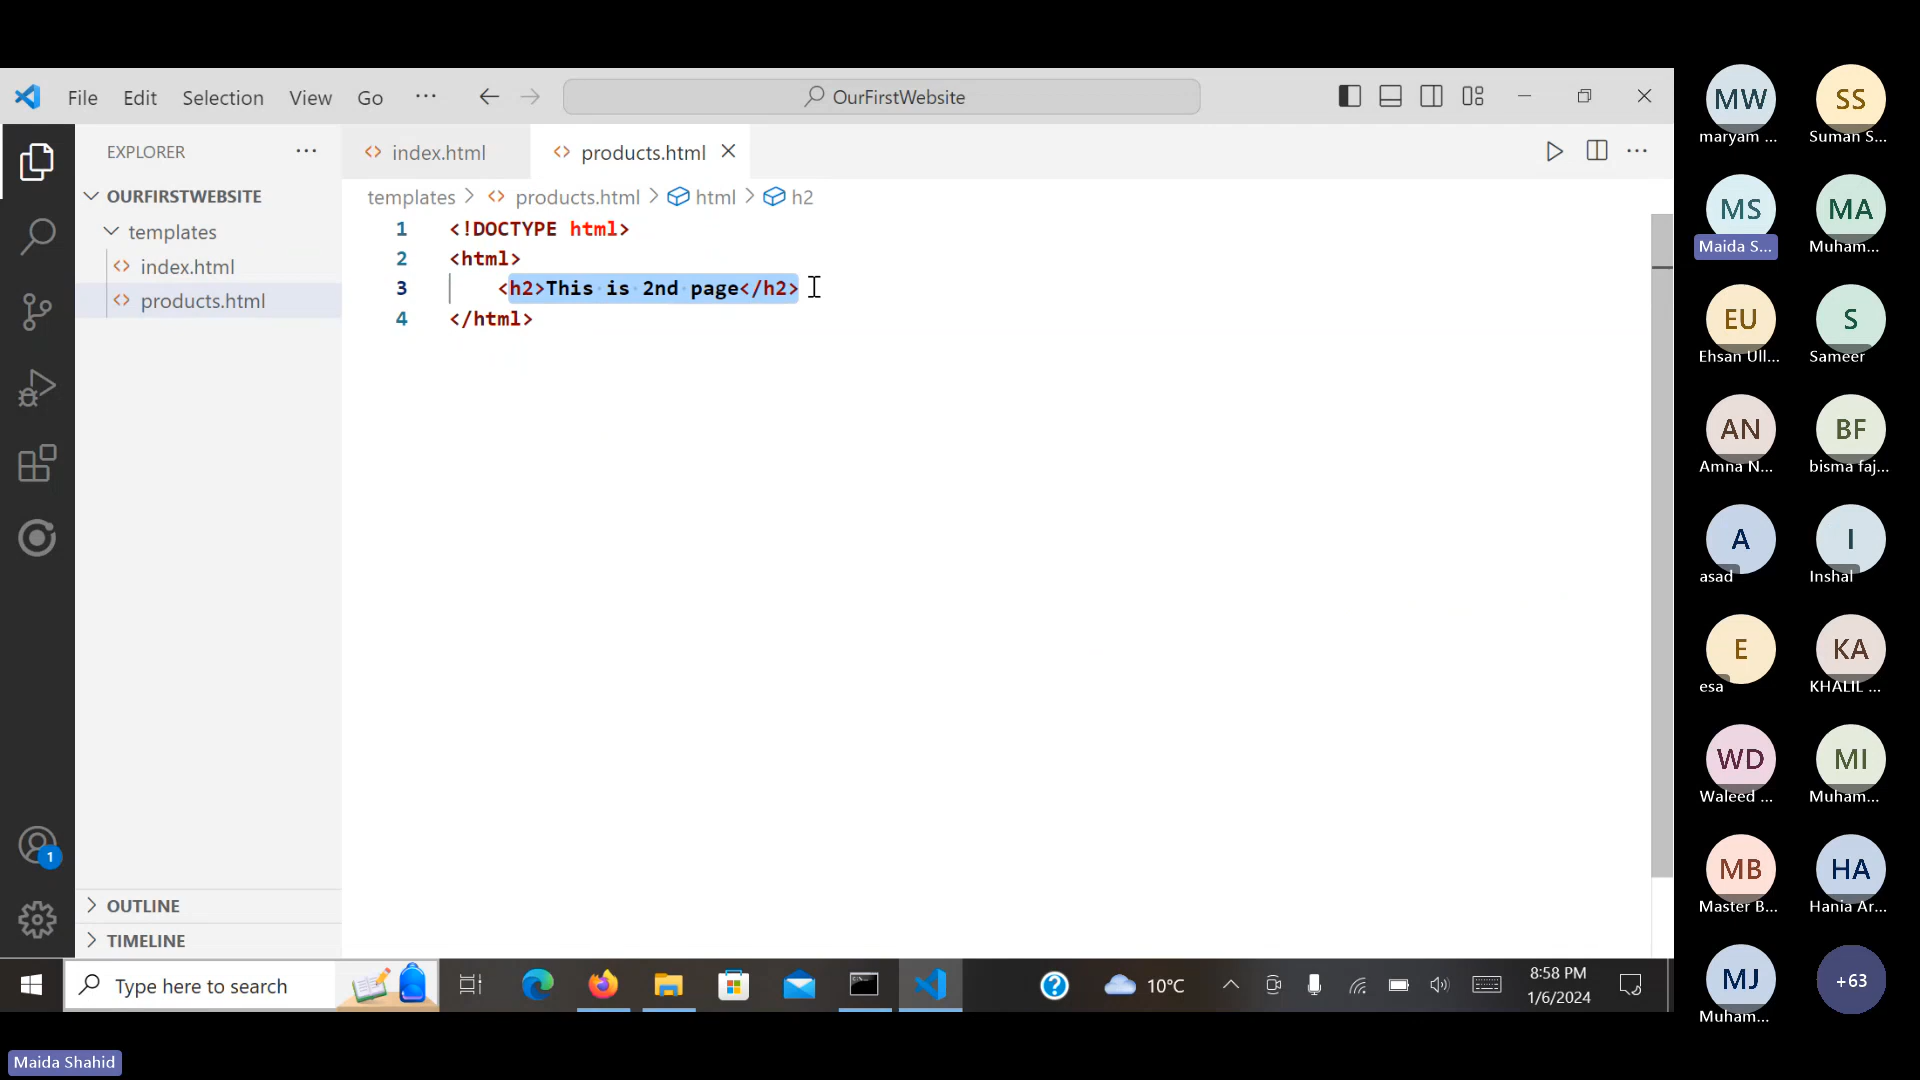 File Edit Selection View Go ... OurFirstWebsite
EXPLORER ...
index.html products.html
OURFIRSTWEBSITE
templates
index.html
products.html
templates > products.html > html > h2
1 <!DOCTYPE html>
2 <html>
3 <h2>This is 2nd page</h2>
4 </html>
1
OUTLINE
TIMELINE
Type here to search
10°C
8:58 PM
1/6/2024
Maida Shahid
MW SS
maryam ... Suman S...
MS MA
Maida S... Muham...
EU S
Ehsan Ull... Sameer
AN BF
Amna N... bisma faj...
A I
asad Inshal
E KA
esa KHALIL ...
WD MI
Waleed ... Muham...
MB HA
Master B... Hania Ar...
MJ +63
Muham...